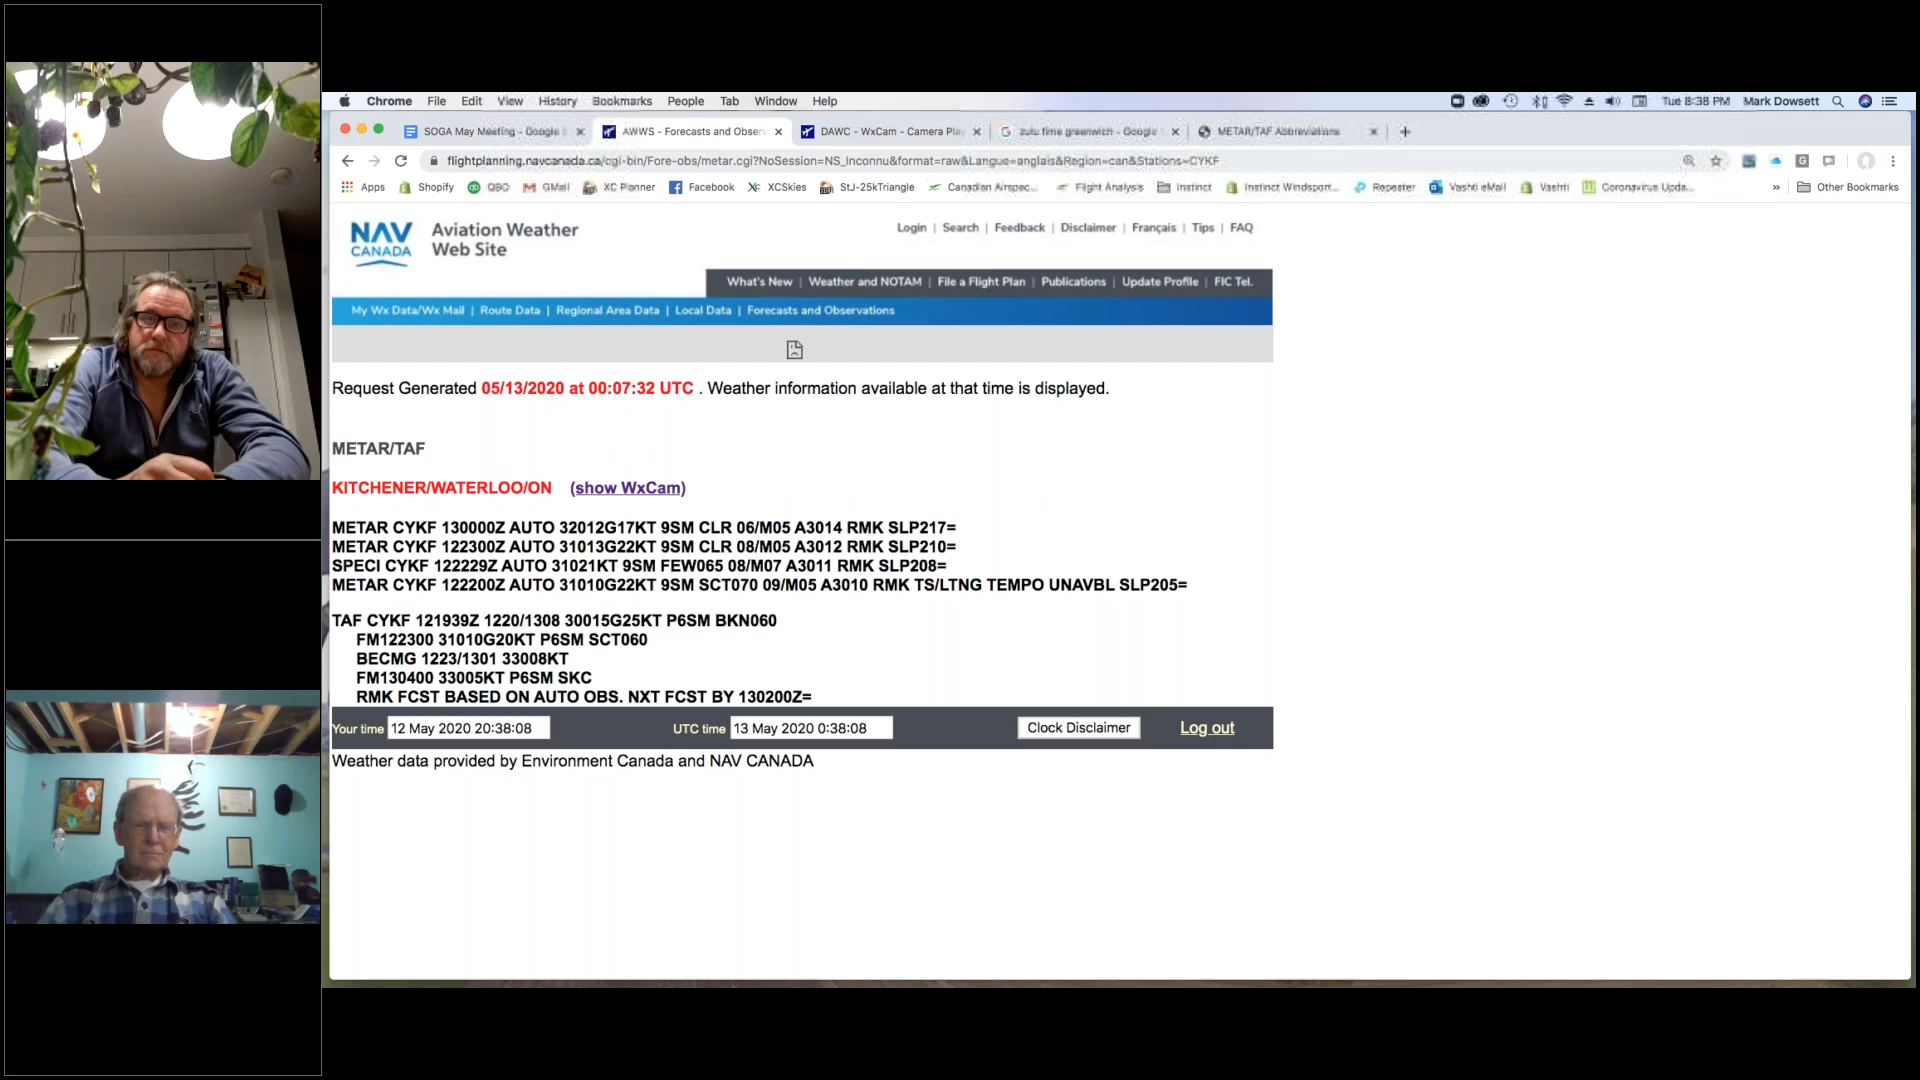 Chrome File Edit View History Bookmarks People Tab Window Help Tue 8:38 PM Mark Dowsett
SOGA May Meeting - Google AWWS - Forecasts and Obser DAWC - WxCam - Camera Pla zulu time greenwich - Google METAR/TAF Abbreviations
flightplanning.navcanada.ca/cgi-bin/Fore-obs/metar.cgi?NoSession=NS_Inconnu&format=raw&Langue=anglais&Region=can&Stations=CYKF
Apps Shopify QBO GMail XC Planner Facebook XCSkies StJ-25kTriangle Canadian Airspac... Flight Analysis Instinct Instinct Windsport... Repeater Vashti eMail Vashti Coronavirus Upda... » Other Bookmarks
NAV CANADA
Aviation Weather
Web Site
Login | Search | Feedback | Disclaimer | Français | Tips | FAQ
What's New | Weather and NOTAM | File a Flight Plan | Publications | Update Profile | FIC Tel.
My Wx Data/Wx Mail | Route Data | Regional Area Data | Local Data | Forecasts and Observations
Request Generated 05/13/2020 at 00:07:32 UTC . Weather information available at that time is displayed.
METAR/TAF
KITCHENER/WATERLOO/ON (show WxCam)
METAR CYKF 130000Z AUTO 32012G17KT 9SM CLR 06/M05 A3014 RMK SLP217=
METAR CYKF 122300Z AUTO 31013G22KT 9SM CLR 08/M05 A3012 RMK SLP210=
SPECI CYKF 122229Z AUTO 31021KT 9SM FEW065 08/M07 A3011 RMK SLP208=
METAR CYKF 122200Z AUTO 31010G22KT 9SM SCT070 09/M05 A3010 RMK TS/LTNG TEMPO UNAVBL SLP205=
TAF CYKF 121939Z 1220/1308 30015G25KT P6SM BKN060
FM122300 31010G20KT P6SM SCT060
BECMG 1223/1301 33008KT
FM130400 33005KT P6SM SKC
RMK FCST BASED ON AUTO OBS. NXT FCST BY 130200Z=
Your time 12 May 2020 20:38:08 UTC time 13 May 2020 0:38:08 Clock Disclaimer Log out
Weather data provided by Environment Canada and NAV CANADA